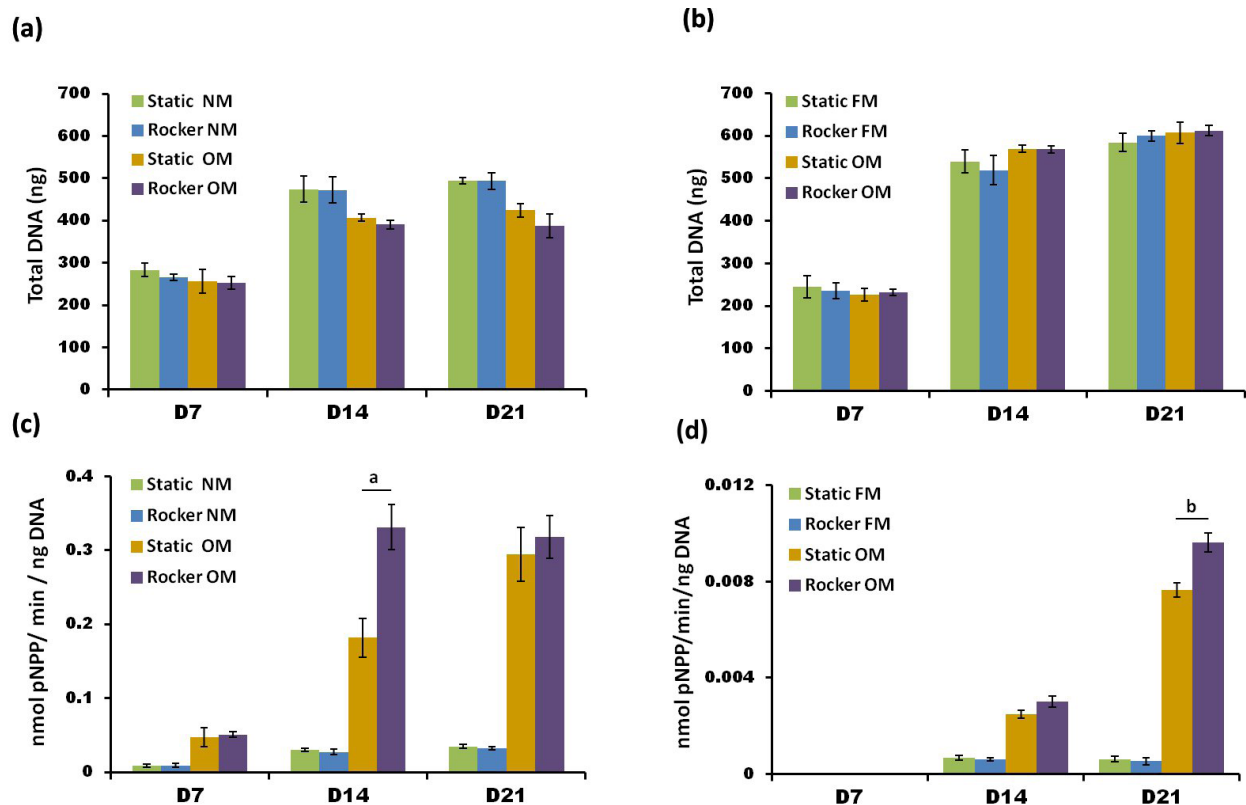 (a)
700
600
500
400
300
200
100
0
Total DNA (ng)
Static NM
Rocker NM
Static OM
Rocker OM
D7 D14 D21
(b)
700
600
500
400
300
200
100
0
Total DNA (ng)
Static FM
Rocker FM
Static OM
Rocker OM
D7 D14 D21
(c)
0.4
0.3
0.2
0.1
0
nmol pNPP/ min / ng DNA
Static NM
Rocker NM
Static OM
Rocker OM
a
D7 D14 D21
(d)
0.012
0.008
0.004
0
nmol pNPP/min/ng DNA
Static FM
Rocker FM
Static OM
Rocker OM
b
D7 D14 D21